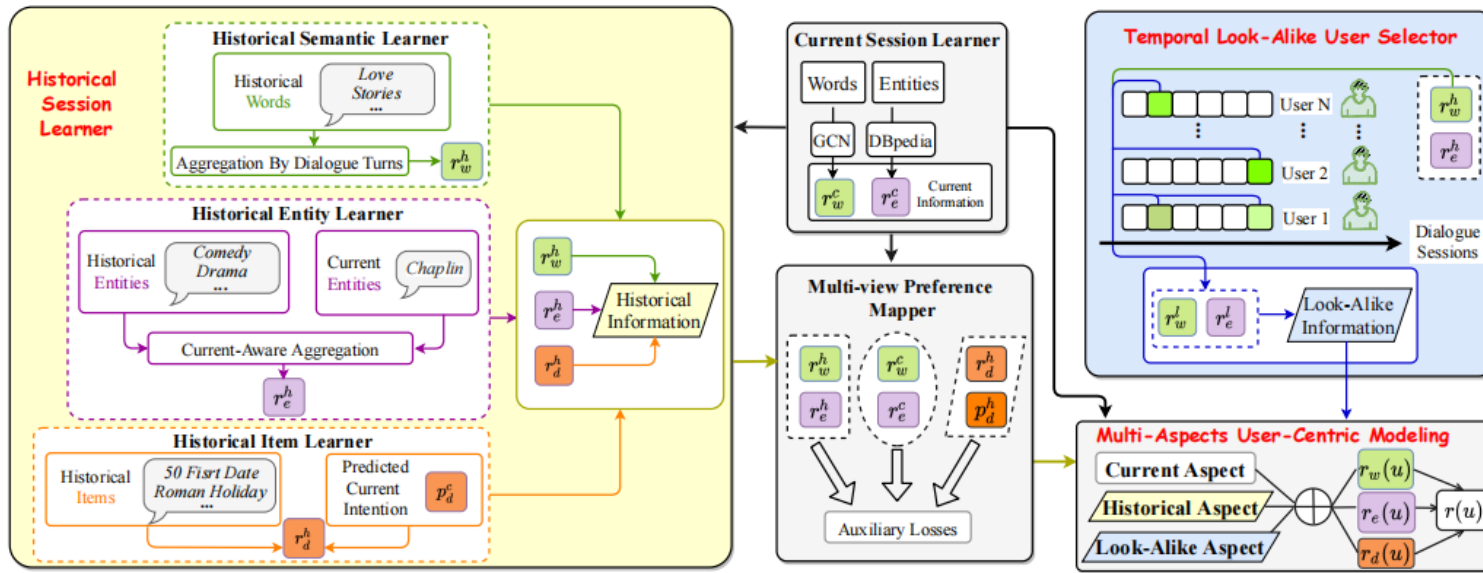 Historical
Session
Learner
Historical Semantic Learner
Historical
Words
Love
Stories
...
Aggregation By Dialogue Turns
r_w^h
Historical Entity Learner
Historical
Entities
Comedy
Drama
...
Current
Entities
Chaplin
Current-Aware Aggregation
r_e^h
Historical Item Learner
Historical
Items
50 Fisrt Date
Roman Holiday
...
Predicted
Current
Intention
p_d^c
r_d^h
r_w^h
r_e^h
r_d^h
Historical
Information
Current Session Learner
Words
Entities
GCN
DBpedia
r_w^c
r_e^c
Current
Information
Multi-view Preference
Mapper
r_w^h
r_w^c
r_d^h
r_e^h
r_e^c
p_d^h
Auxiliary Losses
Temporal Look-Alike User Selector
User N
User 2
User 1
r_w^h
r_e^h
Dialogue
Sessions
r_w^l
r_e^l
Look-Alike
Information
Multi-Aspects User-Centric Modeling
Current Aspect
Historical Aspect
Look-Alike Aspect
r_w(u)
r_e(u)
r_d(u)
r(u)